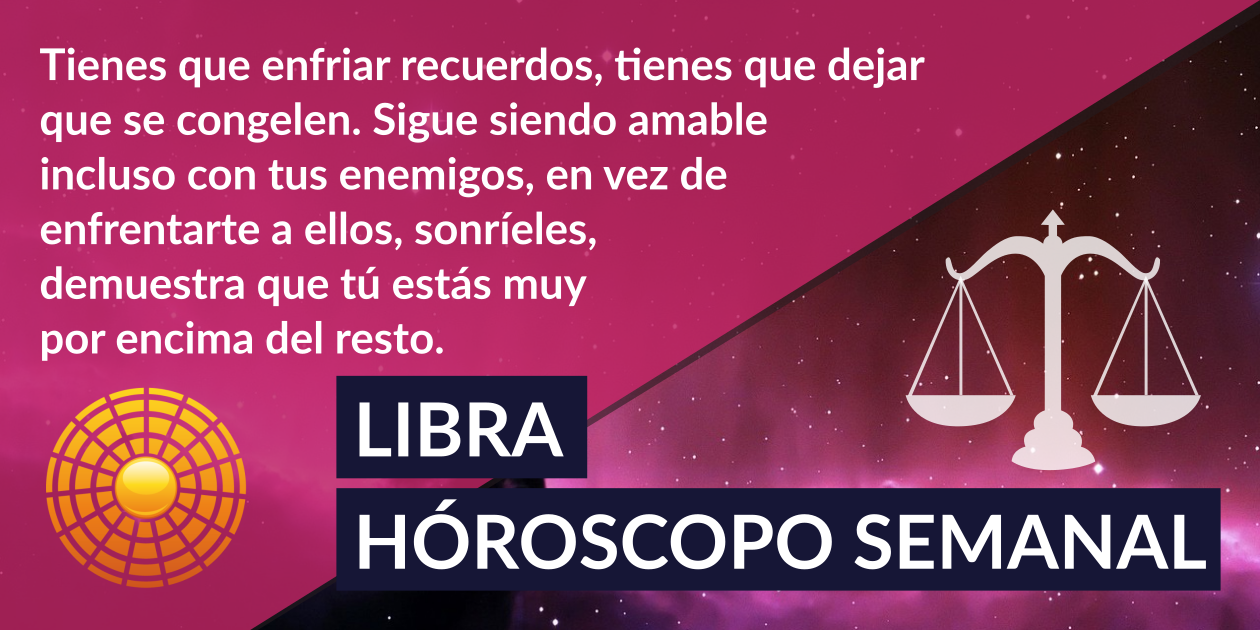 Tienes que enfriar recuerdos, tienes que dejar
que se congelen. Sigue siendo amable
incluso con tus enemigos, en vez de
enfrentarte a ellos, sonríeles,
demuestra que tú estás muy
por encima del resto.
LIBRA
HÓROSCOPO SEMANAL